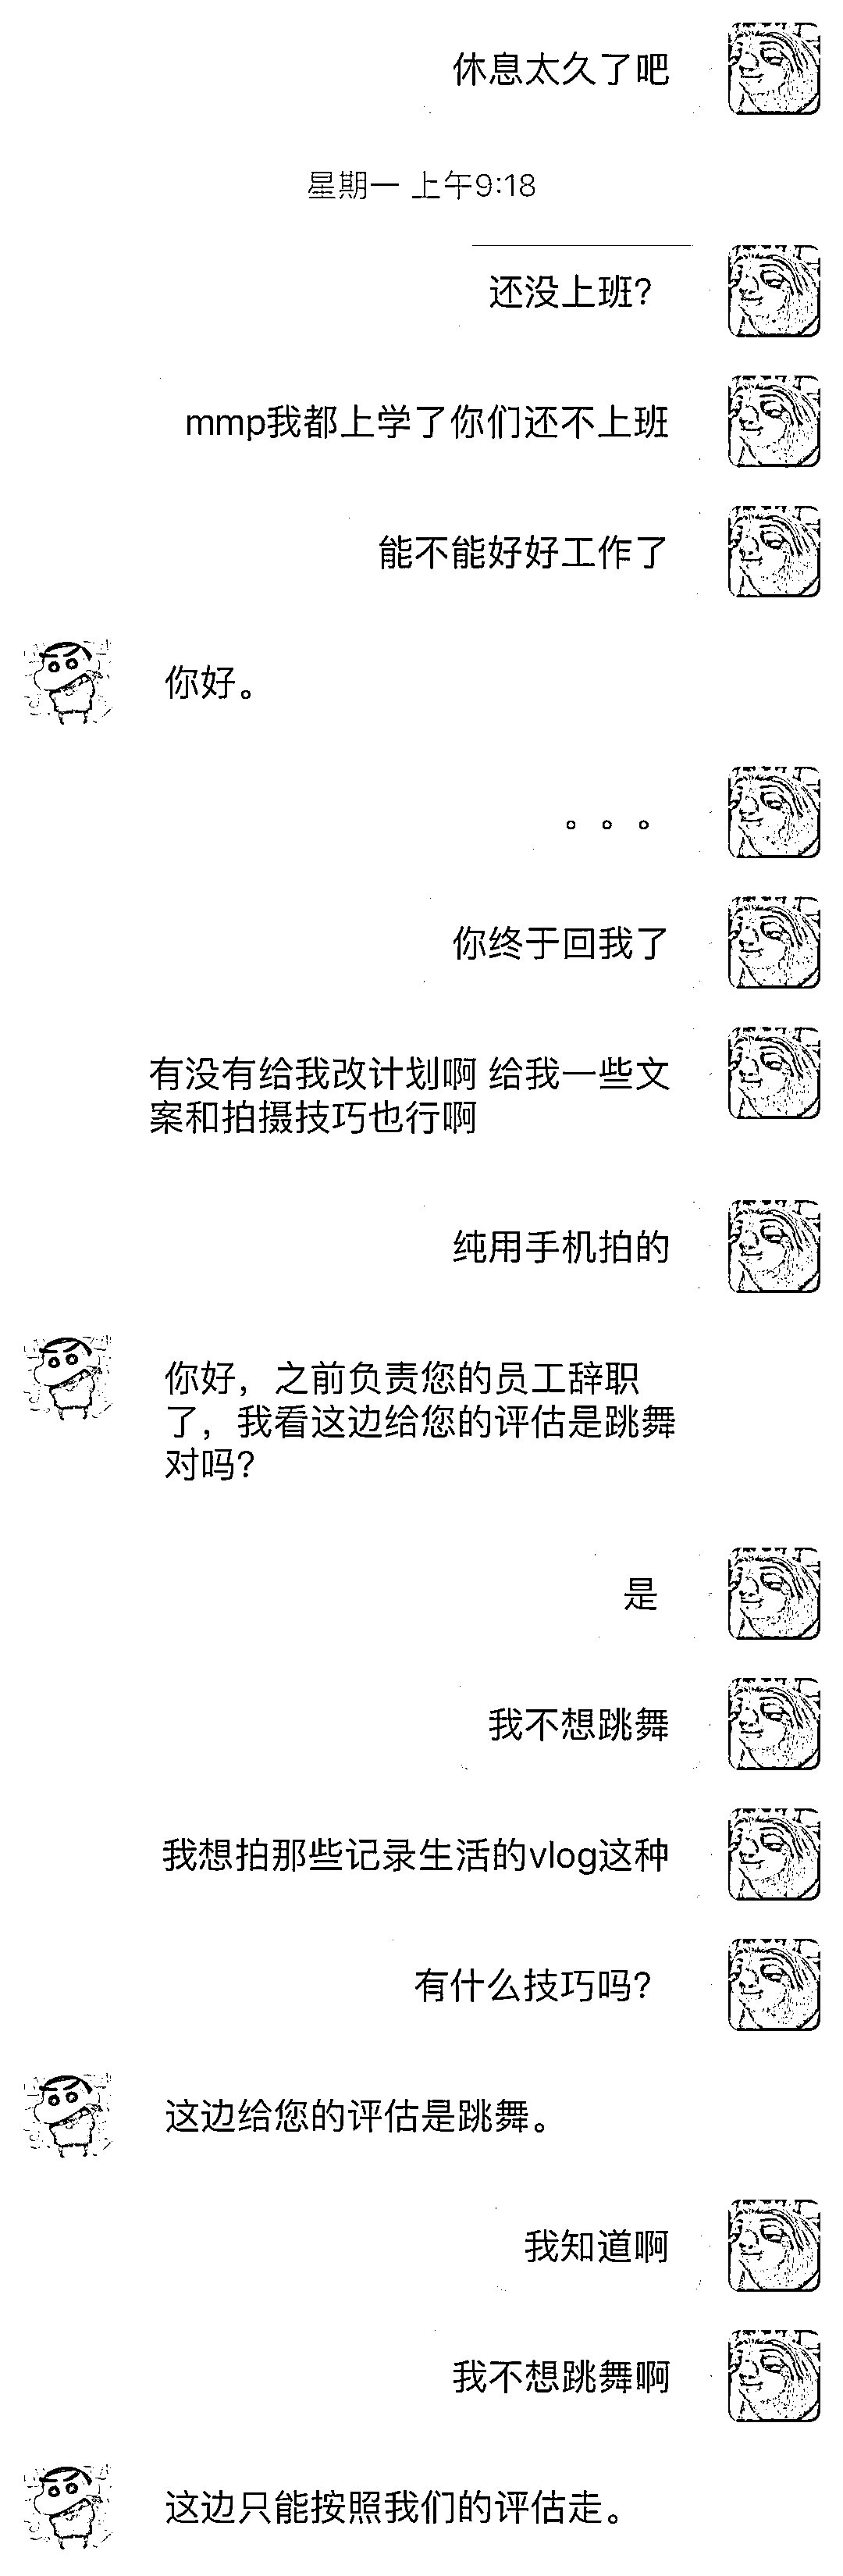 休息太久了吧
星期一 上午9:18
还没上班？
mmp我都上学了你们还不上班
能不能好好工作了
你好。
。。。
你终于回我了
有没有给我改计划啊 给我一些文
案和拍摄技巧也行啊
纯用手机拍的
你好，之前负责您的员工辞职
了，我看这边给您的评估是跳舞
对吗？
是
我不想跳舞
我想拍那些记录生活的vlog这种
有什么技巧吗？
这边给您的评估是跳舞。
我知道啊
我不想跳舞啊
这边只能按照我们的评估走。